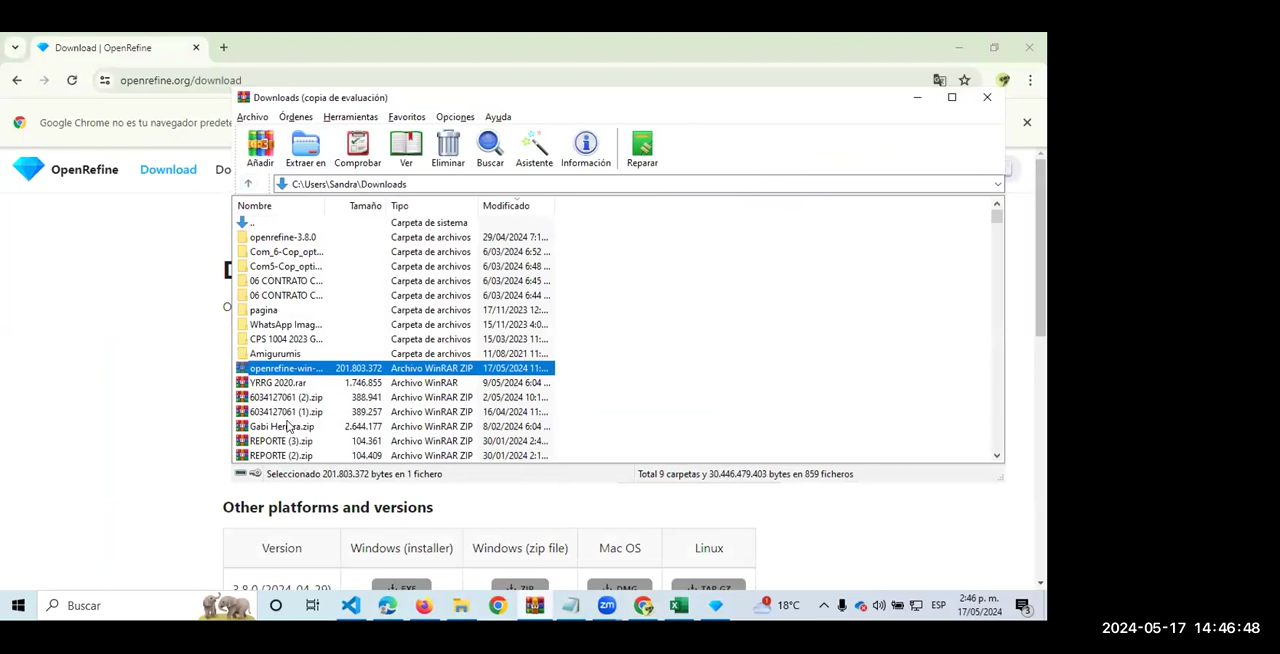 Download | OpenRefine
openrefine.org/download
Google Chrome no es tu navegador predete
OpenRefine Download Do
Downloads (copia de evaluación)
Archivo Órdenes Herramientas Favoritos Opciones Ayuda
Añadir Extraer en Comprobar Ver Eliminar Buscar Asistente Información Reparar
C:\Users\Sandra\Downloads
Nombre Tamaño Tipo Modificado
.. Carpeta de sistema
openrefine-3.8.0 Carpeta de archivos 29/04/2024 7:1...
Com_6-Cop_opt... Carpeta de archivos 6/03/2024 6:52 ...
Com5-Cop_opti... Carpeta de archivos 6/03/2024 6:48 ...
06 CONTRATO C... Carpeta de archivos 6/03/2024 6:45 ...
06 CONTRATO C... Carpeta de archivos 6/03/2024 6:44 ...
pagina Carpeta de archivos 17/11/2023 12:...
WhatsApp Imag... Carpeta de archivos 15/11/2023 4:0...
CPS 1004 2023 G... Carpeta de archivos 15/03/2023 11:...
Amigurumis Carpeta de archivos 11/08/2021 11:...
openrefine-win-... 201.803.372 Archivo WinRAR ZIP 17/05/2024 11:...
YRRG 2020.rar 1.746.855 Archivo WinRAR 9/05/2024 6:04 ...
6034127061 (2).zip 388.941 Archivo WinRAR ZIP 2/05/2024 10:1...
6034127061 (1).zip 389.257 Archivo WinRAR ZIP 16/04/2024 11:...
Gabi Herrera.zip 2.644.177 Archivo WinRAR ZIP 8/02/2024 6:04 ...
REPORTE (3).zip 104.361 Archivo WinRAR ZIP 30/01/2024 2:4...
REPORTE (2).zip 104.409 Archivo WinRAR ZIP 30/01/2024 2:1...
Seleccionado 201.803.372 bytes en 1 fichero Total 9 carpetas y 30.446.479.403 bytes en 859 ficheros
Other platforms and versions
Version Windows (installer) Windows (zip file) Mac OS Linux
3.8.0 (2024-04-29) EXE ZIP DMG TAR.GZ
Buscar 18°C ESP 2:46 p. m.
17/05/2024
2024-05-17 14:46:48